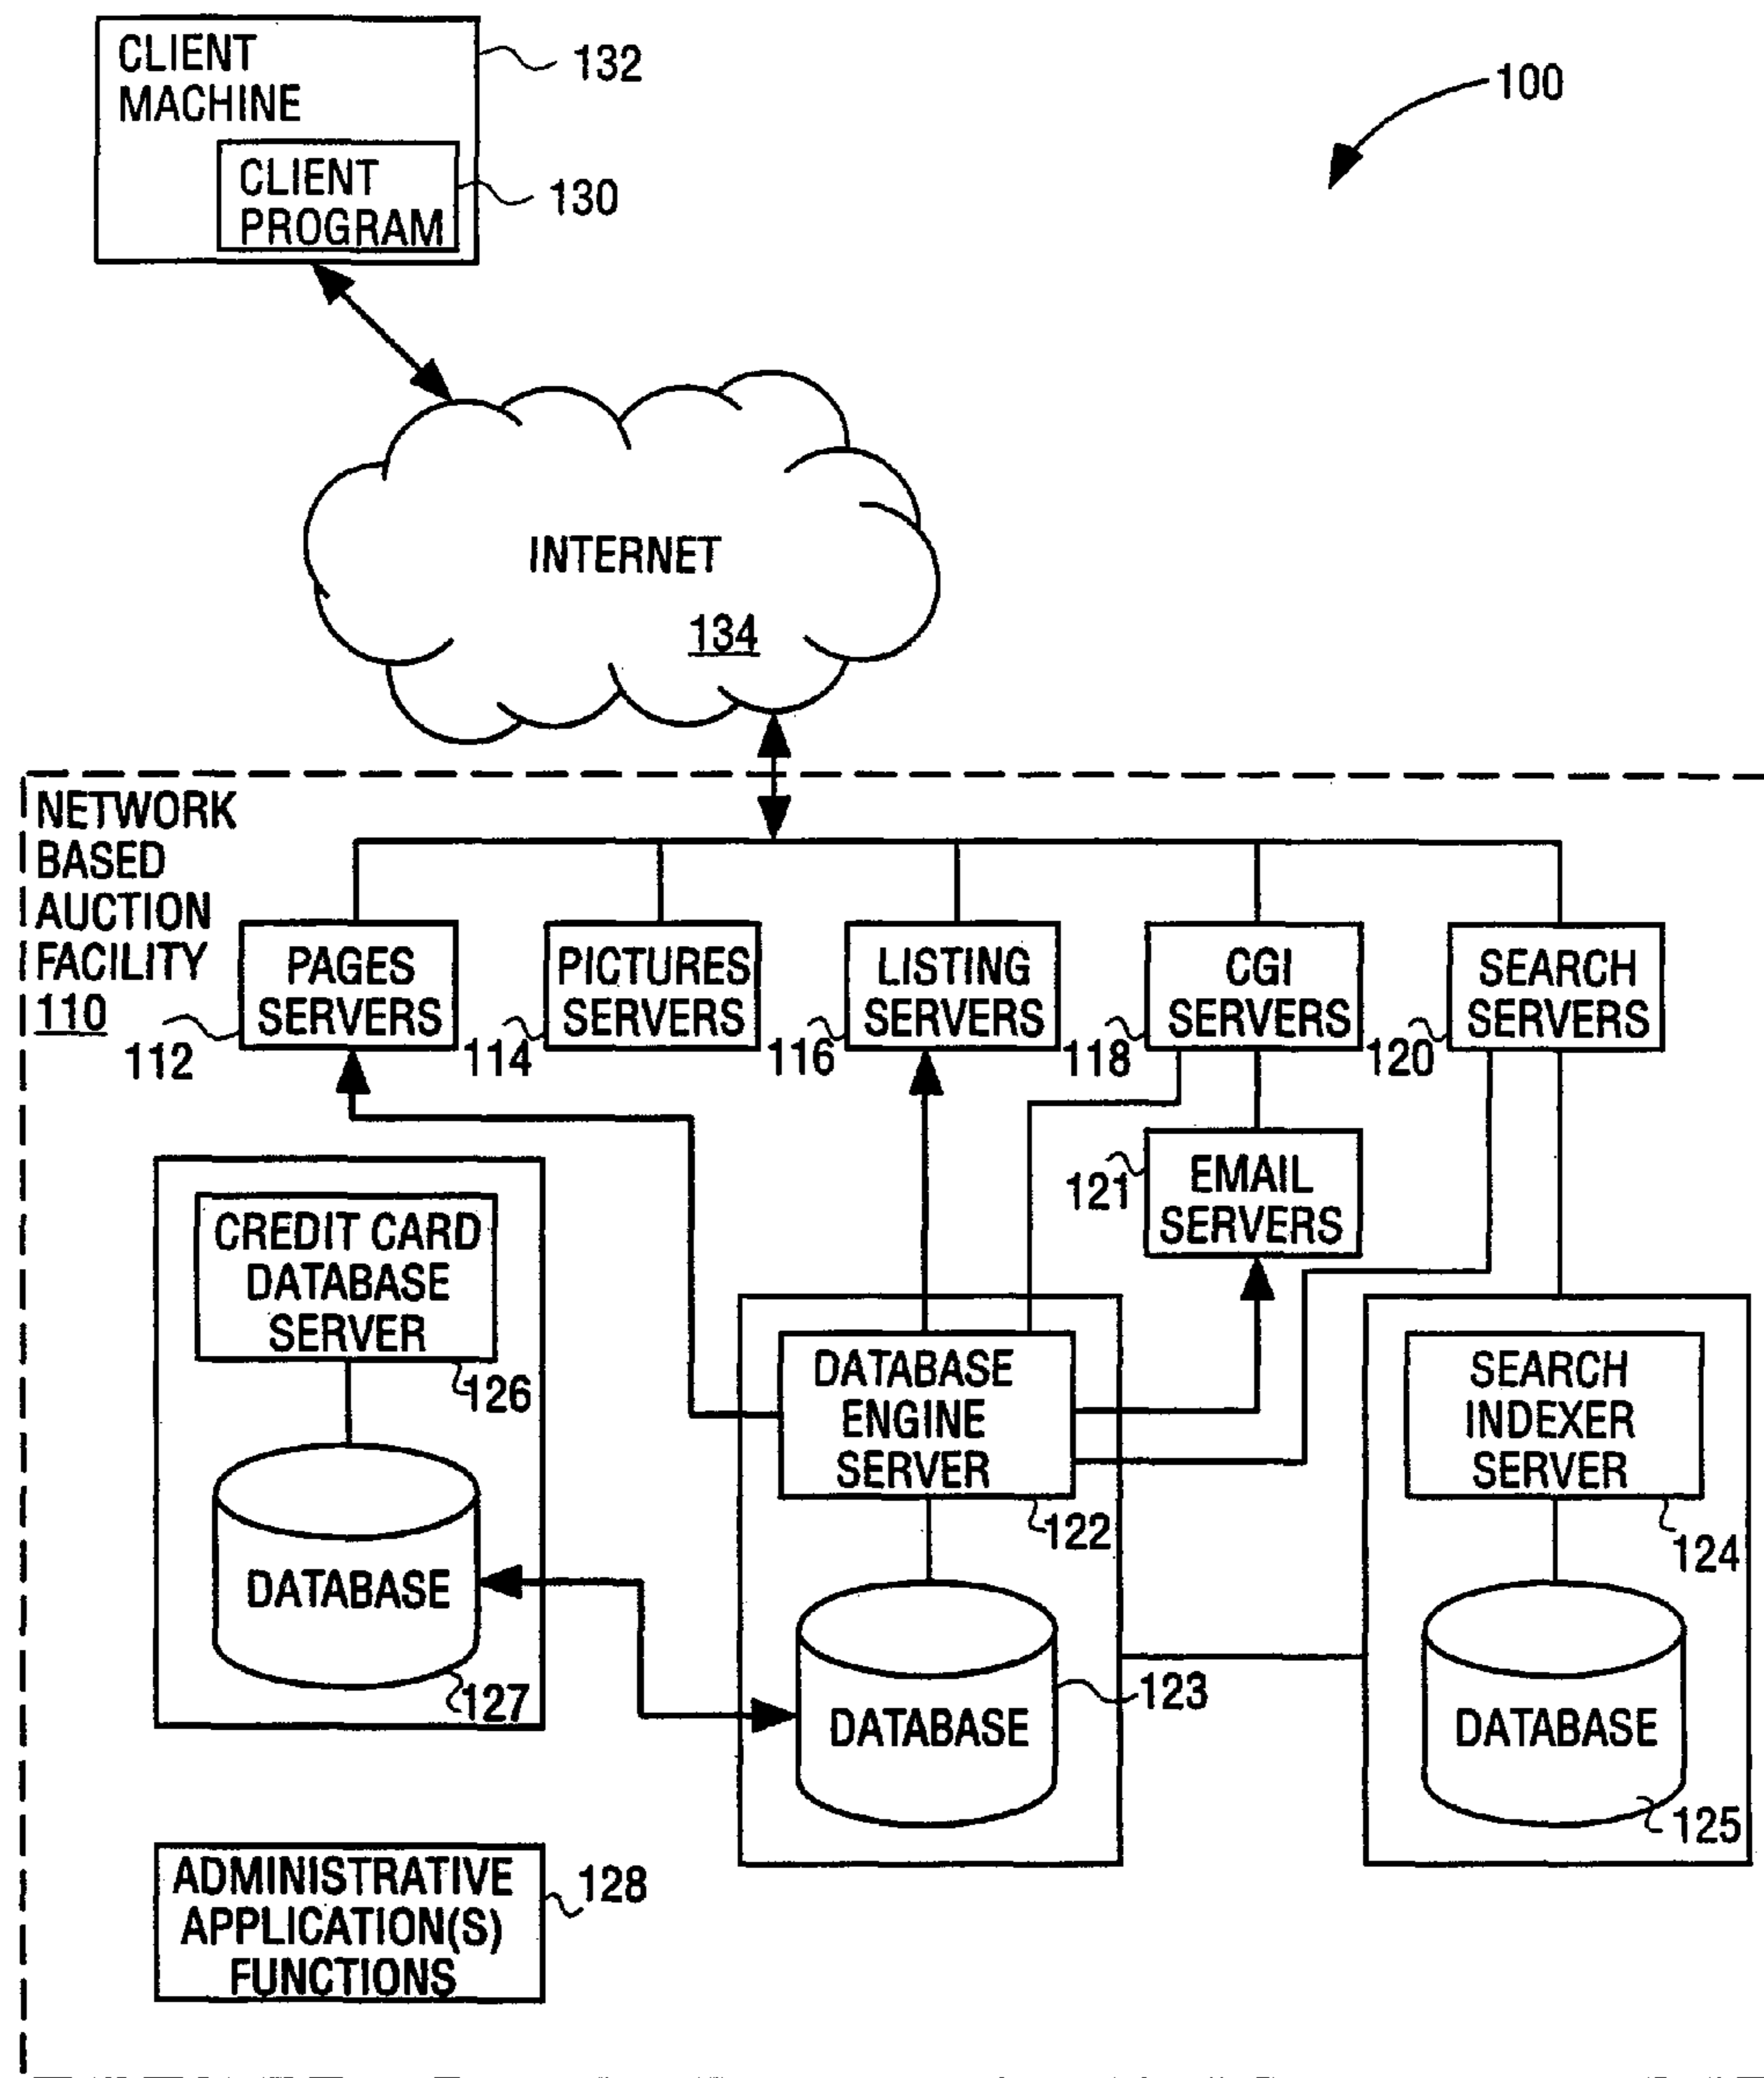 CLIENT
MACHINE
132
100
CLIENT
PROGRAM
130
INTERNET
134
NETWORK
BASED
AUCTION
FACILITY
110
PAGES
SERVERS
112
PICTURES
SERVERS
114
LISTING
SERVERS
116
CGI
SERVERS
118
SEARCH
SERVERS
120
EMAIL
SERVERS
121
CREDIT CARD
DATABASE
SERVER
126
DATABASE
127
DATABASE
ENGINE
SERVER
122
DATABASE
123
SEARCH
INDEXER
SERVER
124
DATABASE
125
ADMINISTRATIVE
APPLICATION(S)
FUNCTIONS
128